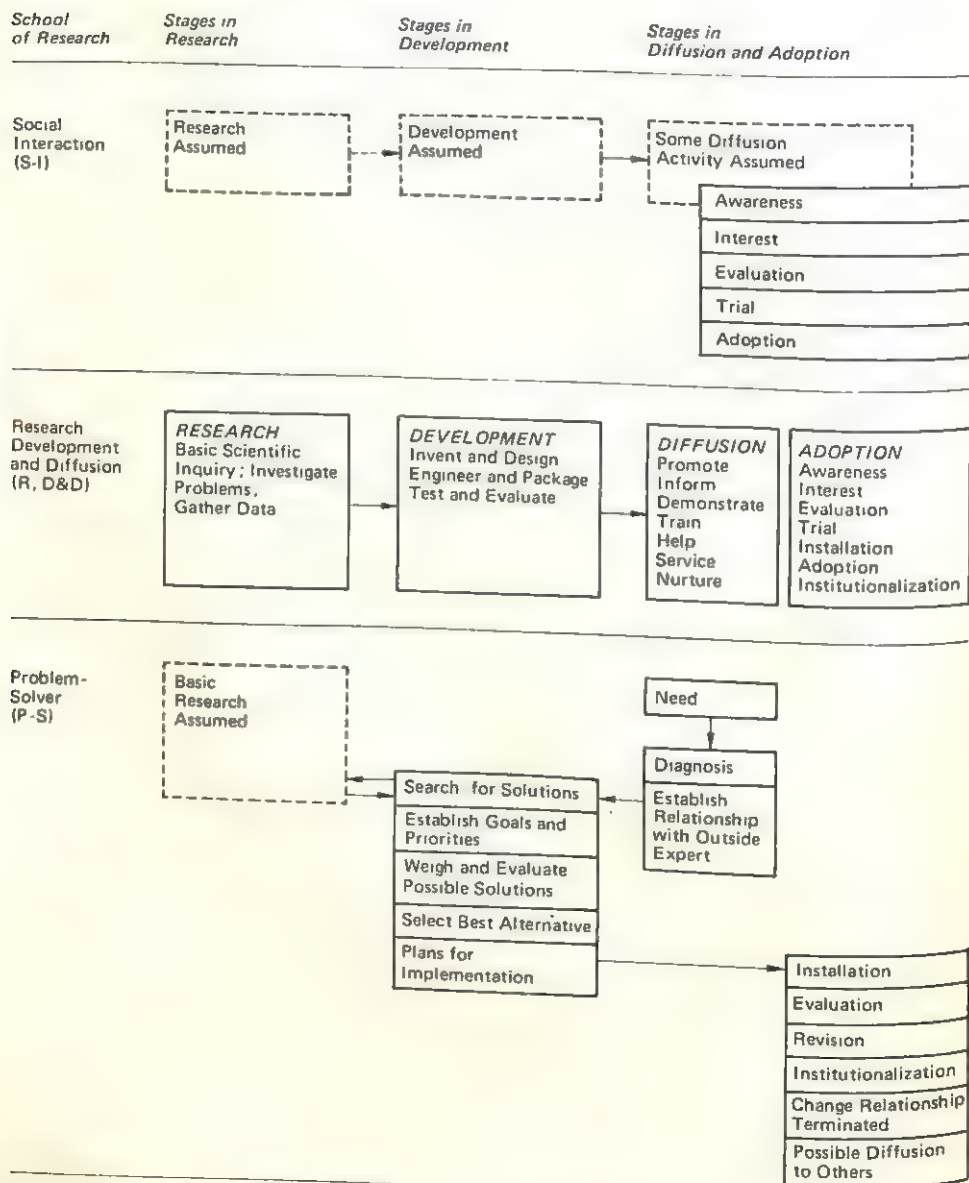 School
of Research
Stages in
Research
Stages in
Development
Stages in
Diffusion and Adoption
Social
Interaction
(S-I)
Research
Assumed
Development
Assumed
Some Diffusion
Activity Assumed
Awareness
Interest
Evaluation
Trial
Adoption
Research
Development
and Diffusion
(R, D&D)
RESEARCH
Basic Scientific
Inquiry; Investigate
Problems,
Gather Data
DEVELOPMENT
Invent and Design
Engineer and Package
Test and Evaluate
DIFFUSION
Promote
Inform
Demonstrate
Train
Help
Service
Nurture
ADOPTION
Awareness
Interest
Evaluation
Trial
Installation
Adoption
Institutionalization
Problem-
Solver
(P-S)
Basic
Research
Assumed
Need
Diagnosis
Establish
Relationship
with Outside
Expert
Search for Solutions
Establish Goals and
Priorities
Weigh and Evaluate
Possible Solutions
Select Best Alternative
Plans for
Implementation
Installation
Evaluation
Revision
Institutionalization
Change Relationship
Terminated
Possible Diffusion
to Others